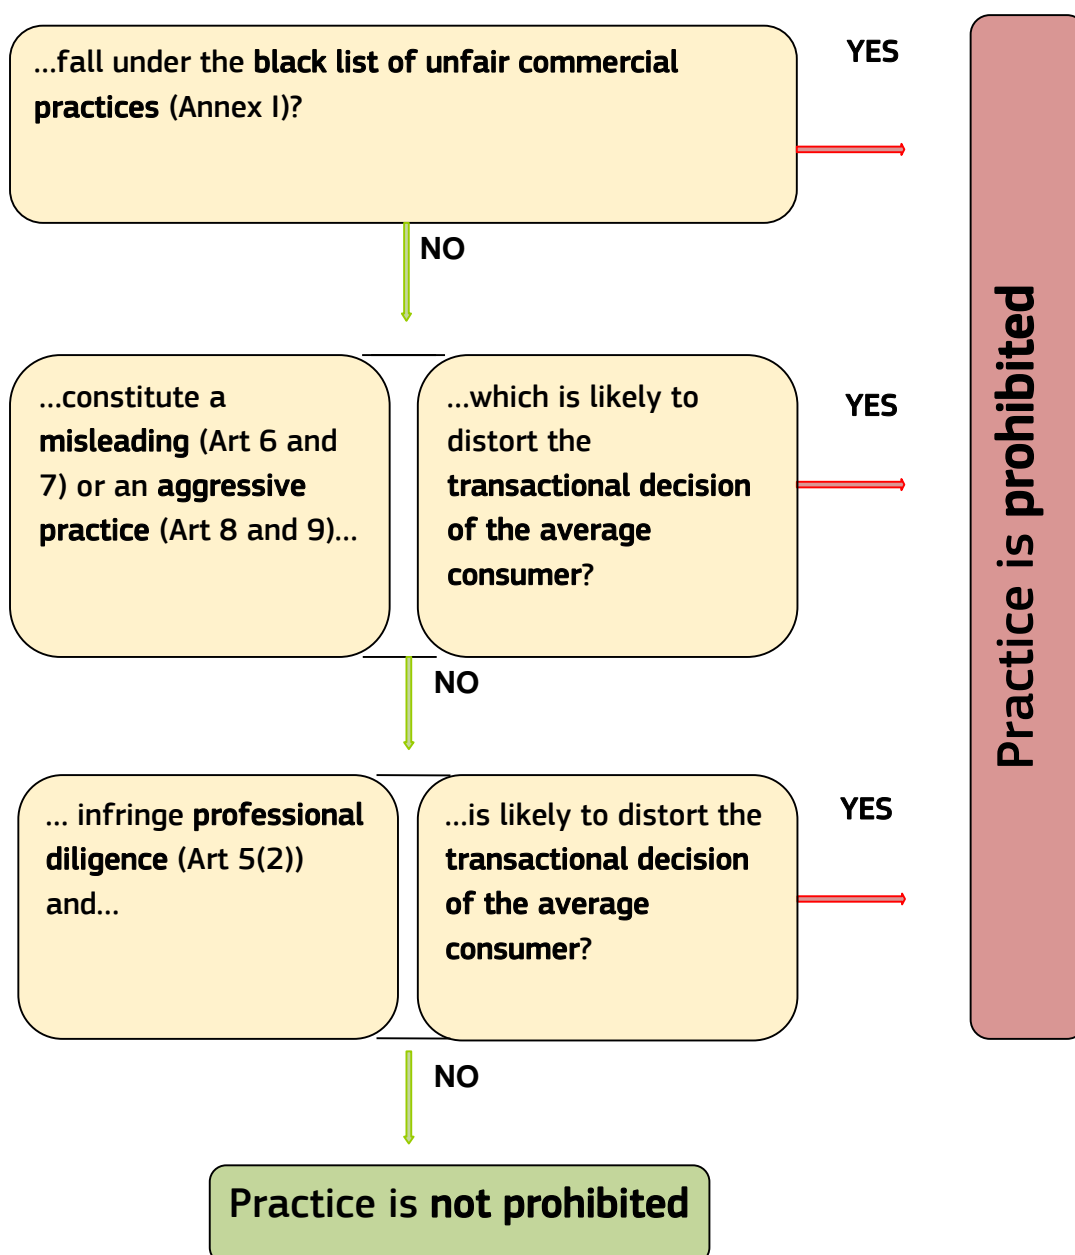 ...fall under the black list of unfair commercial
practices (Annex I)?
YES
NO
...constitute a
misleading (Art 6 and
7) or an aggressive
practice (Art 8 and 9)...
...which is likely to
distort the
transactional decision
of the average
consumer?
YES
NO
... infringe professional
diligence (Art 5(2))
and...
...is likely to distort the
transactional decision
of the average
consumer?
YES
NO
Practice is prohibited
Practice is not prohibited